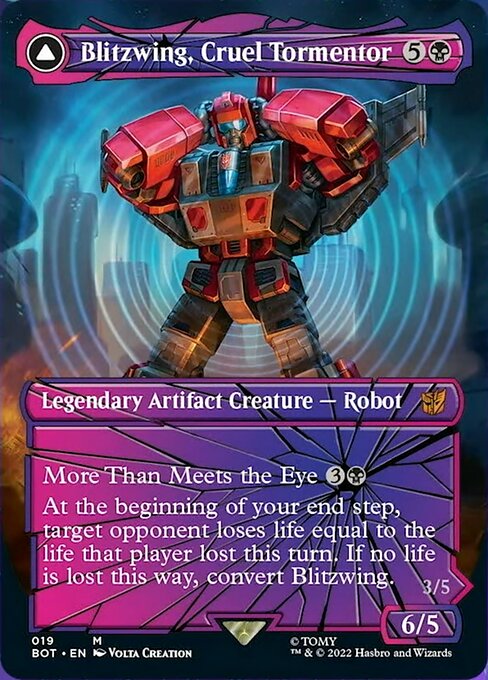 Blitzwing, Cruel Tormentor 5
Legendary Artifact Creature — Robot
More Than Meets the Eye 3
At the beginning of your end step,
target opponent loses life equal to the
life that player lost this turn. If no life
is lost this way, convert Blitzwing.
3/5
6/5
019 M
BOT • EN Volta Creation
© TOMY
™ & © 2022 Hasbro and Wizards